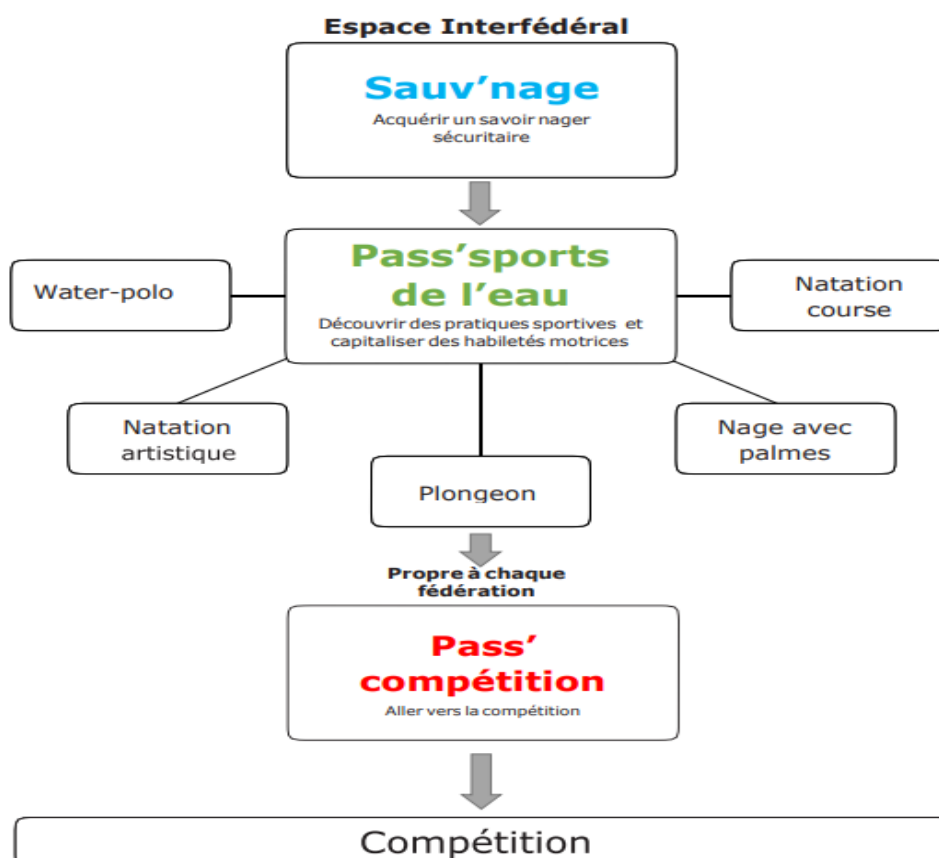 Espace Interfédéral
Sauv'nage
Acquérir un savoir nager
sécuritaire
Pass'sports
de l'eau
Découvrir des pratiques sportives et
capitaliser des habiletés motrices
Water-polo
Natation
course
Natation
artistique
Nage avec
palmes
Plongeon
Propre à chaque
fédération
Pass'
compétition
Aller vers la compétition
Compétition